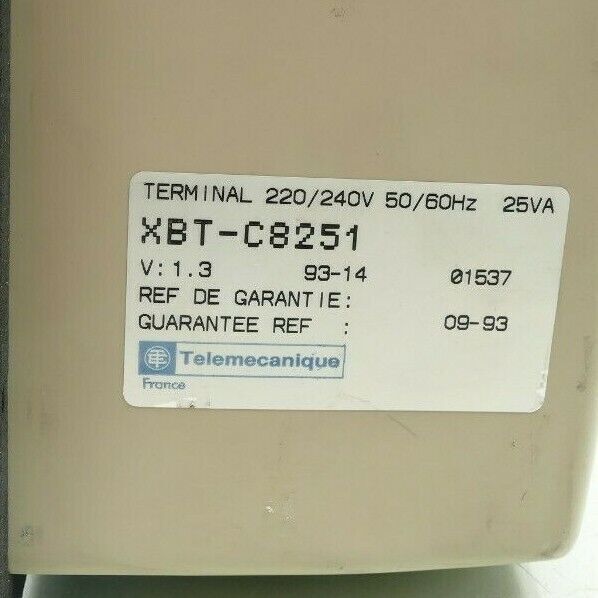 TERMINAL 220/240V 50/60Hz 25VA
XBT-C8251
V:1.3 93-14 01537
REF DE GARANTIE:
GUARANTEE REF : 09-93
TE Telemecanique
France